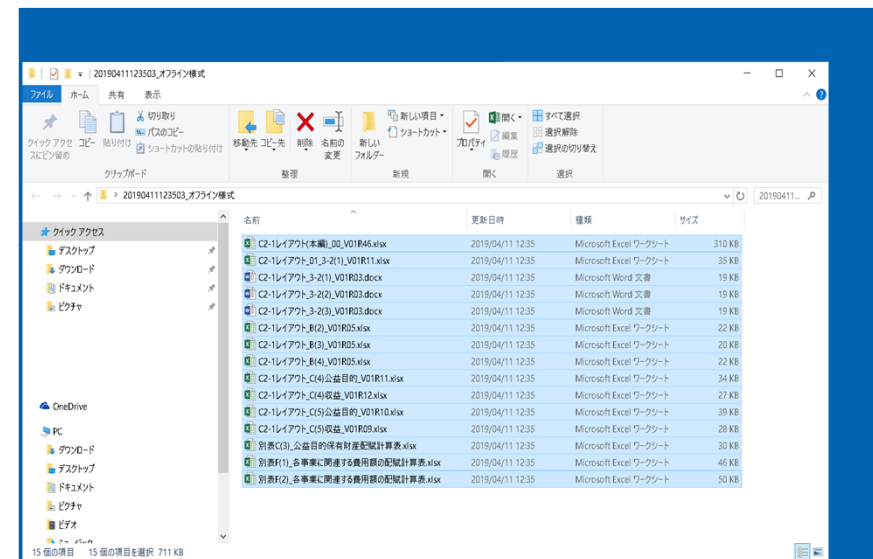 20190411123503_オフライン様式
ファイル ホーム 共有 表示
クイック アクセスにピン留め コピー 貼り付け 切り取り パスのコピー ショートカットの貼り付け
移動先 コピー先 削除 名前の変更 新しいフォルダー 新しい項目 ショートカット
プロパティ 開く 編集 履歴 すべて選択 選択解除 選択の切り替え
クリップボード 整理 新規 開く 選択
20190411123503_オフライン様式 20190411...
名前 更新日時 種類 サイズ
クイック アクセス
デスクトップ
ダウンロード
ドキュメント
ピクチャ
OneDrive
PC
ダウンロード
デスクトップ
ドキュメント
ピクチャ
ビデオ
C2-1レイアウト(本編)_00_V01R46.xlsx 2019/04/11 12:35 Microsoft Excel ワークシート 310 KB
C2-1レイアウト_01_3-2(1)_V01R11.xlsx 2019/04/11 12:35 Microsoft Excel ワークシート 35 KB
C2-1レイアウト_3-2(1)_V01R03.docx 2019/04/11 12:35 Microsoft Word 文書 19 KB
C2-1レイアウト_3-2(2)_V01R03.docx 2019/04/11 12:35 Microsoft Word 文書 19 KB
C2-1レイアウト_3-2(3)_V01R03.docx 2019/04/11 12:35 Microsoft Word 文書 19 KB
C2-1レイアウト_B(2)_V01R05.xlsx 2019/04/11 12:35 Microsoft Excel ワークシート 22 KB
C2-1レイアウト_B(3)_V01R05.xlsx 2019/04/11 12:35 Microsoft Excel ワークシート 20 KB
C2-1レイアウト_B(4)_V01R05.xlsx 2019/04/11 12:35 Microsoft Excel ワークシート 22 KB
C2-1レイアウト_C(4)公益目的_V01R11.xlsx 2019/04/11 12:35 Microsoft Excel ワークシート 34 KB
C2-1レイアウト_C(4)収益_V01R12.xlsx 2019/04/11 12:35 Microsoft Excel ワークシート 27 KB
C2-1レイアウト_C(5)公益目的_V01R10.xlsx 2019/04/11 12:35 Microsoft Excel ワークシート 39 KB
C2-1レイアウト_C(5)収益_V01R09.xlsx 2019/04/11 12:35 Microsoft Excel ワークシート 28 KB
別表C(3)_公益目的保有財産配賦計算表.xlsx 2019/04/11 12:35 Microsoft Excel ワークシート 30 KB
別表F(1)_各事業に関連する費用額の配賦計算表.xlsx 2019/04/11 12:35 Microsoft Excel ワークシート 46 KB
別表F(2)_各事業に関連する費用額の配賦計算表.xlsx 2019/04/11 12:35 Microsoft Excel ワークシート 50 KB
15 個の項目 15 個の項目を選択 711 KB